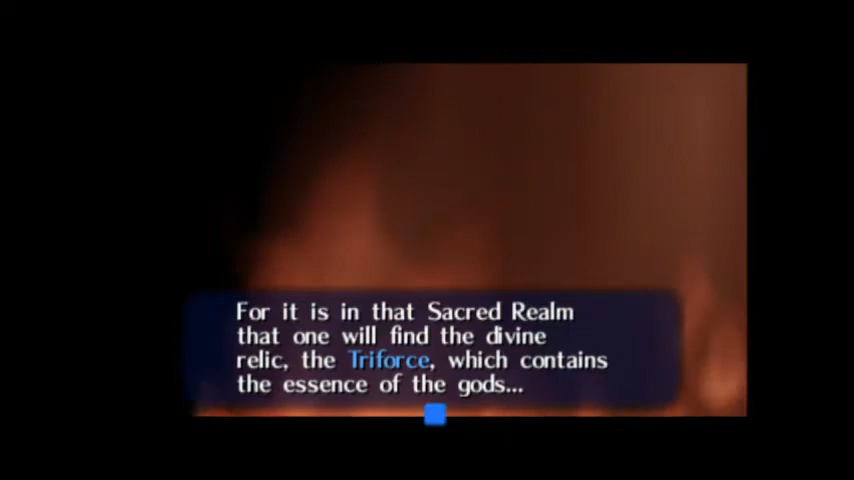 For it is in that Sacred Realm
that one will find the divine
relic, the Triforce, which contains
the essence of the gods...